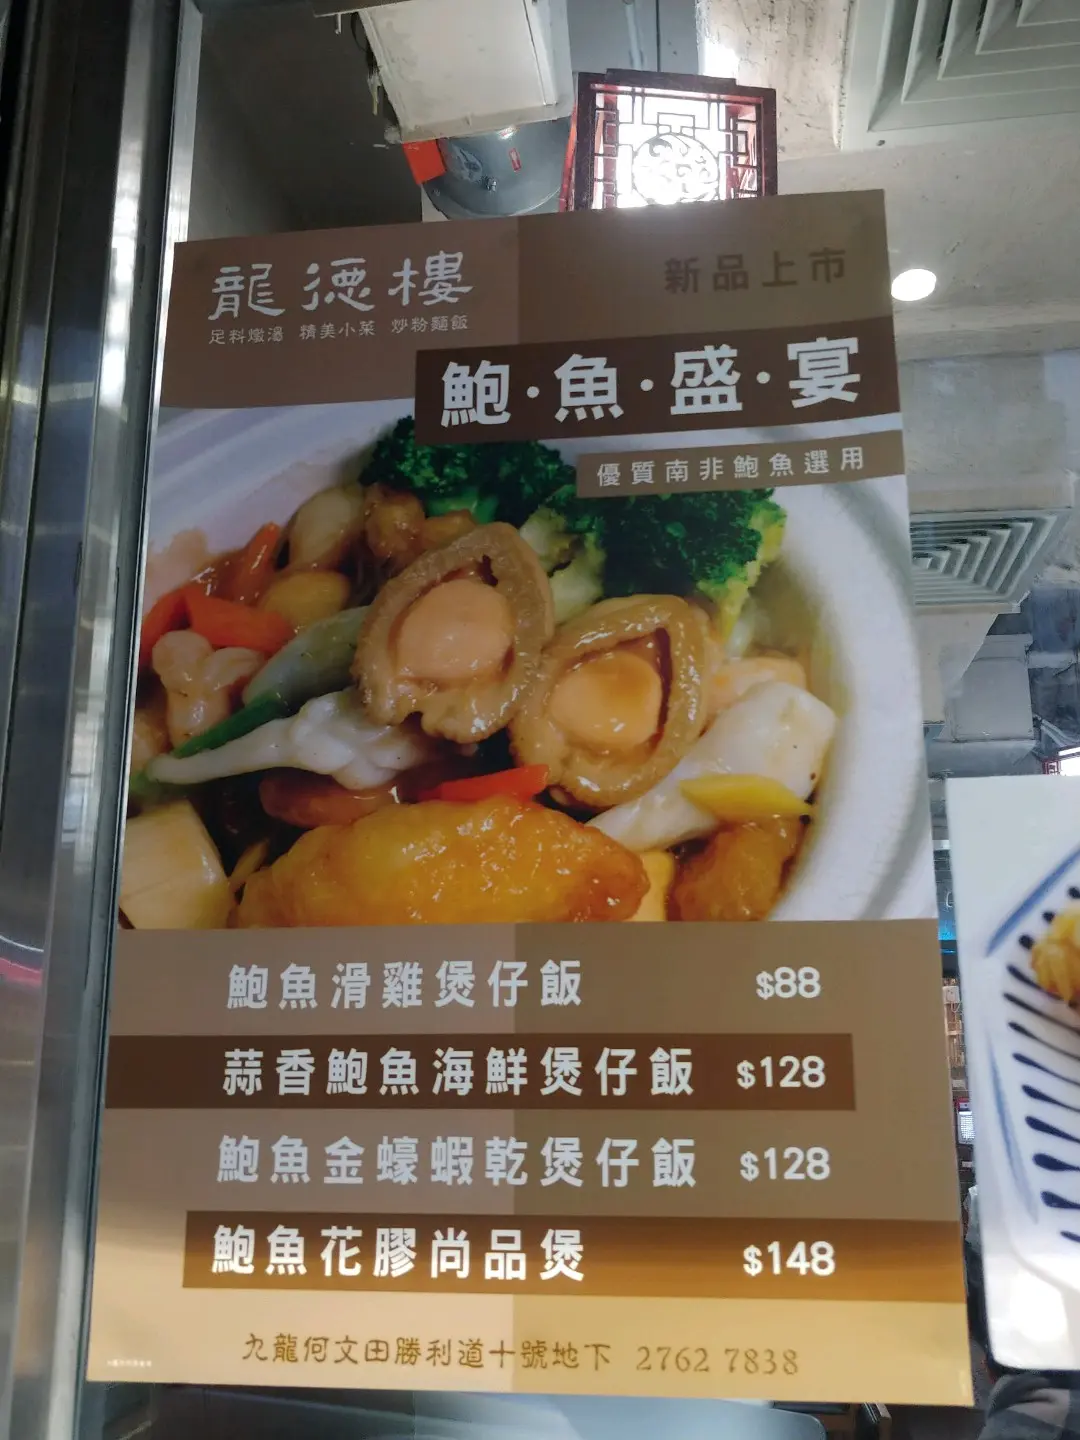 龍德樓
足料燉湯 精美小菜 炒粉麵飯
新品上市
鮑·魚·盛·宴
優質南非鮑魚選用
鮑魚滑雞煲仔飯 $88
蒜香鮑魚海鮮煲仔飯 $128
鮑魚金蠔蝦乾煲仔飯 $128
鮑魚花膠尚品煲 $148
九龍何文田勝利道十號地下 2762 7838